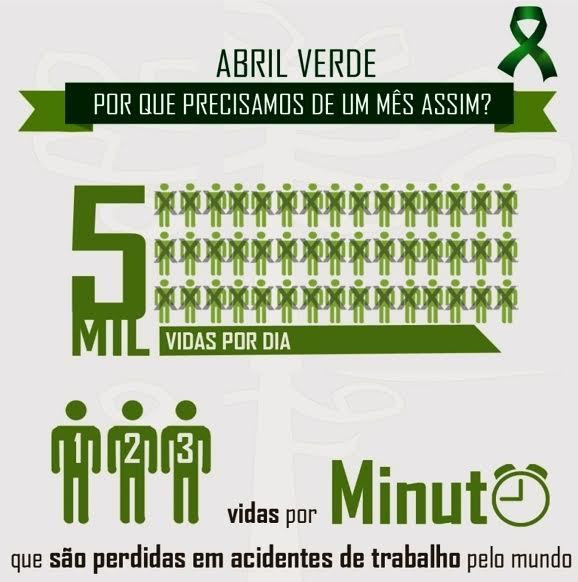 ABRIL VERDE
POR QUE PRECISAMOS DE UM MÊS ASSIM?
5
MIL
VIDAS POR DIA
1 2 3
vidas por Minuto
que são perdidas em acidentes de trabalho pelo mundo